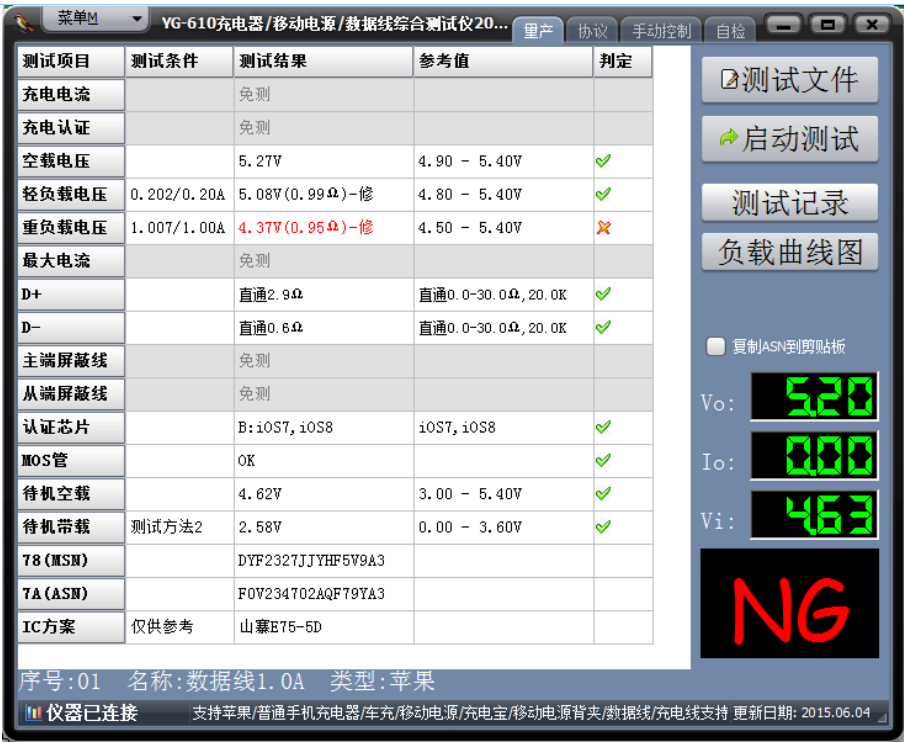 菜单M YG-610充电器/移动电源/数据线综合测试仪20... 量产 协议 手动控制 自检
测试项目 测试条件 测试结果 参考值 判定
充电电流 免测
充电认证 免测
空载电压 5.27V 4.90 - 5.40V
轻负载电压 0.202/0.20A 5.08V(0.99Ω)-修 4.80 - 5.40V
重负载电压 1.007/1.00A 4.37V(0.95Ω)-修 4.50 - 5.40V
最大电流 免测
D+ 直通2.9Ω 直通0.0-30.0Ω,20.0K
D- 直通0.6Ω 直通0.0-30.0Ω,20.0K
主端屏蔽线 免测
从端屏蔽线 免测
认证芯片 B:iOS7,iOS8 iOS7,iOS8
MOS管 OK
待机空载 4.62V 3.00 - 5.40V
待机带载 测试方法2 2.58V 0.00 - 3.60V
78(MSN) DYF2327JJYHF5V9A3
7A(ASN) F0V234702AQF79YA3
IC方案 仅供参考 山寨E75-5D
测试文件
启动测试
测试记录
负载曲线图
复制ASN到剪贴板
Vo: 5.20
Io: 0.00
Vi: 4.63
NG
序号:01 名称:数据线1.0A 类型:苹果
仪器已连接 支持苹果/普通手机充电器/车充/移动电源/充电宝/移动电源背夹/数据线/充电线支持 更新日期: 2015.06.04